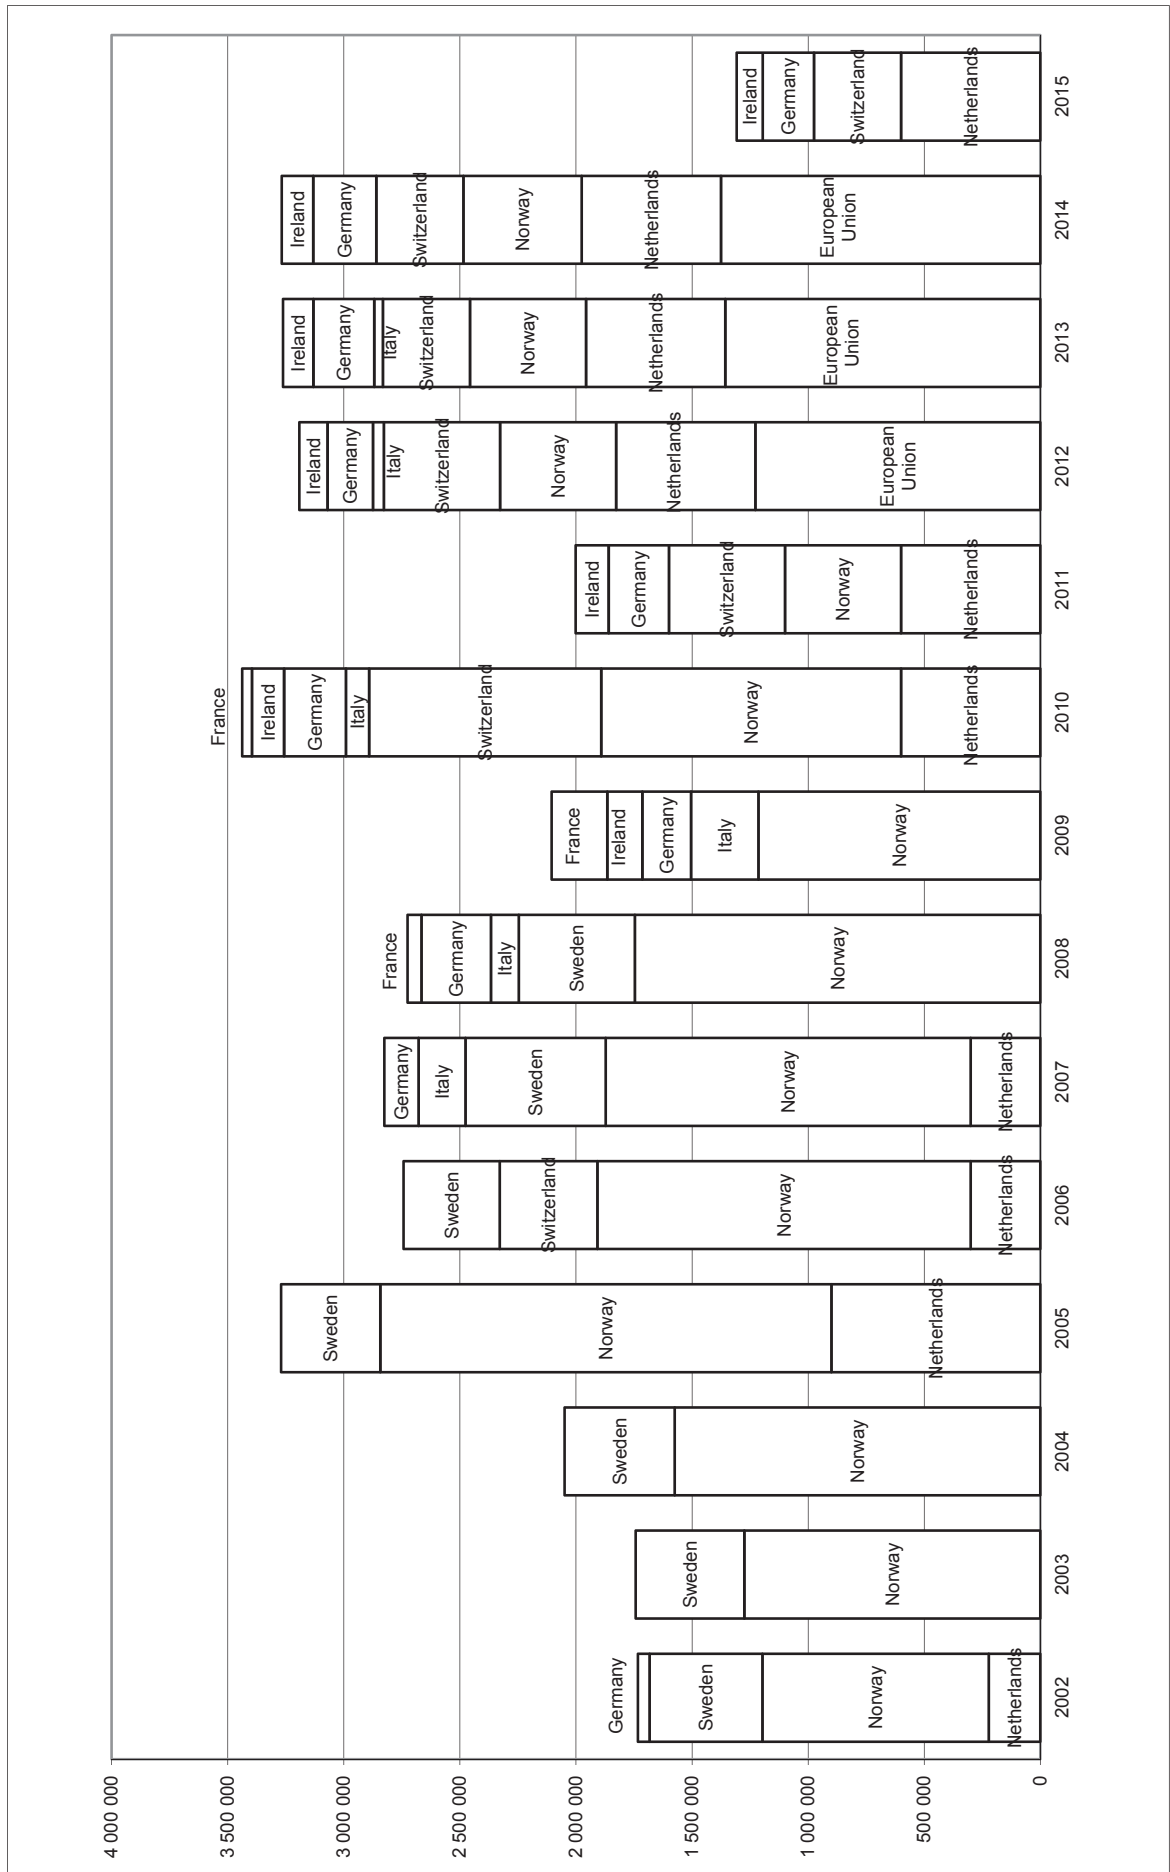 4 000 000
3 500 000
3 000 000
2 500 000
2 000 000
1 500 000
1 000 000
500 000
0
Germany
Sweden
Norway
Netherlands
2002
Sweden
Norway
2003
Sweden
Norway
2004
Sweden
Norway
Netherlands
2005
Sweden
Switzerland
Norway
Netherlands
2006
Germany
Italy
Sweden
Norway
Netherlands
2007
France
Germany
Italy
Sweden
Norway
2008
France
Ireland
Germany
Italy
Norway
2009
France
Ireland
Germany
Italy
Switzerland
Norway
Netherlands
2010
Ireland
Germany
Switzerland
Norway
Netherlands
2011
Ireland
Germany
Italy
Switzerland
Norway
Netherlands
European
Union
2012
Ireland
Germany
Italy
Switzerland
Norway
Netherlands
European
Union
2013
Ireland
Germany
Switzerland
Norway
Netherlands
European
Union
2014
Ireland
Germany
Switzerland
Netherlands
2015